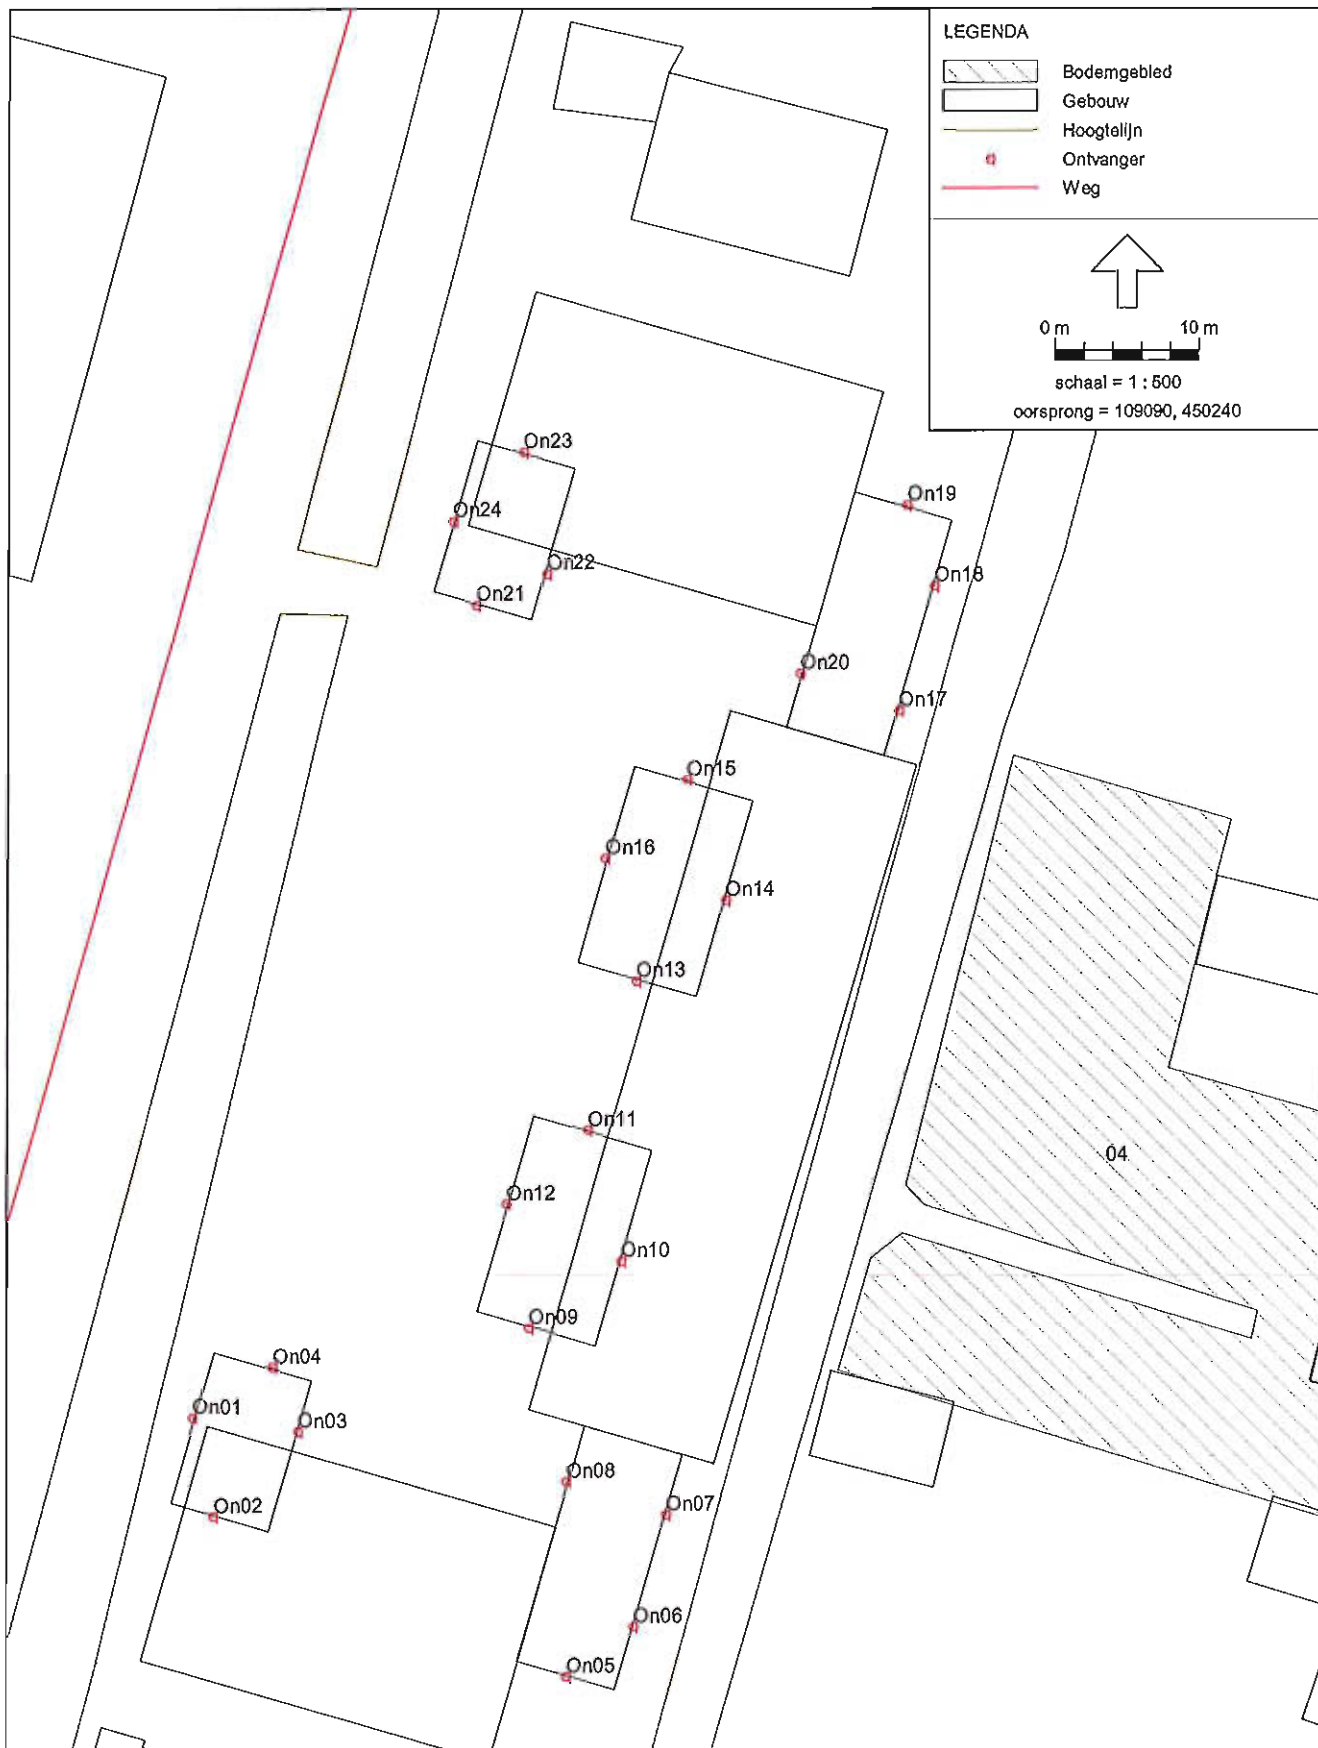 LEGENDA
Bodemgebied
Gebouw
Hoogtelijn
Ontvanger
Weg
0 m 10 m
schaal = 1 : 500
oorsprong = 109090, 450240
On23
On19
On24
On22
On18
On21
On20
On17
On15
On16
On14
On13
On11
04
On12
On10
On09
On04
On01
On03
On08
On02
On07
On06
On05